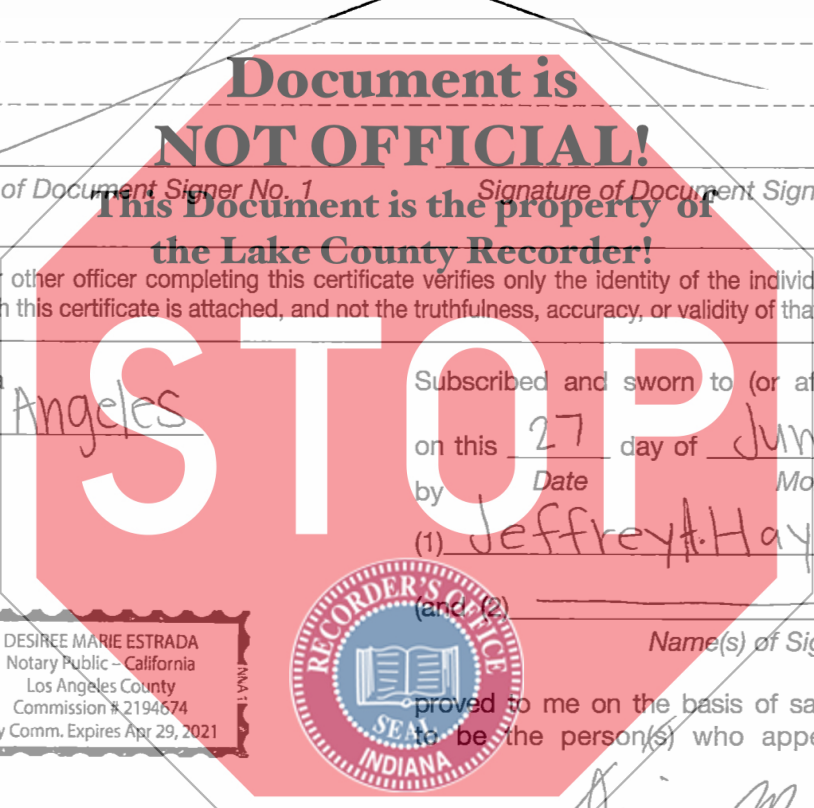 Document is
NOT OFFICIAL!
of Document Signer No. 1 Signature of Document Sign
This Document is the property of
the Lake County Recorder!
other officer completing this certificate verifies only the identity of the individ
this certificate is attached, and not the truthfulness, accuracy, or validity of tha
STOP
Angeles
Subscribed and sworn to (or af
on this 27 day of Jun
Date Mo
by
(1) Jeffrey A. Hay
(and (2)
Name(s) of Sig
proved to me on the basis of sa
to be the person(s) who appe
DESIREE MARIE ESTRADA
Notary Public – California
Los Angeles County
Commission # 2194674
y Comm. Expires Apr 29, 2021
NNA 1
RECORDER'S OFFICE
SEAL
INDIANA